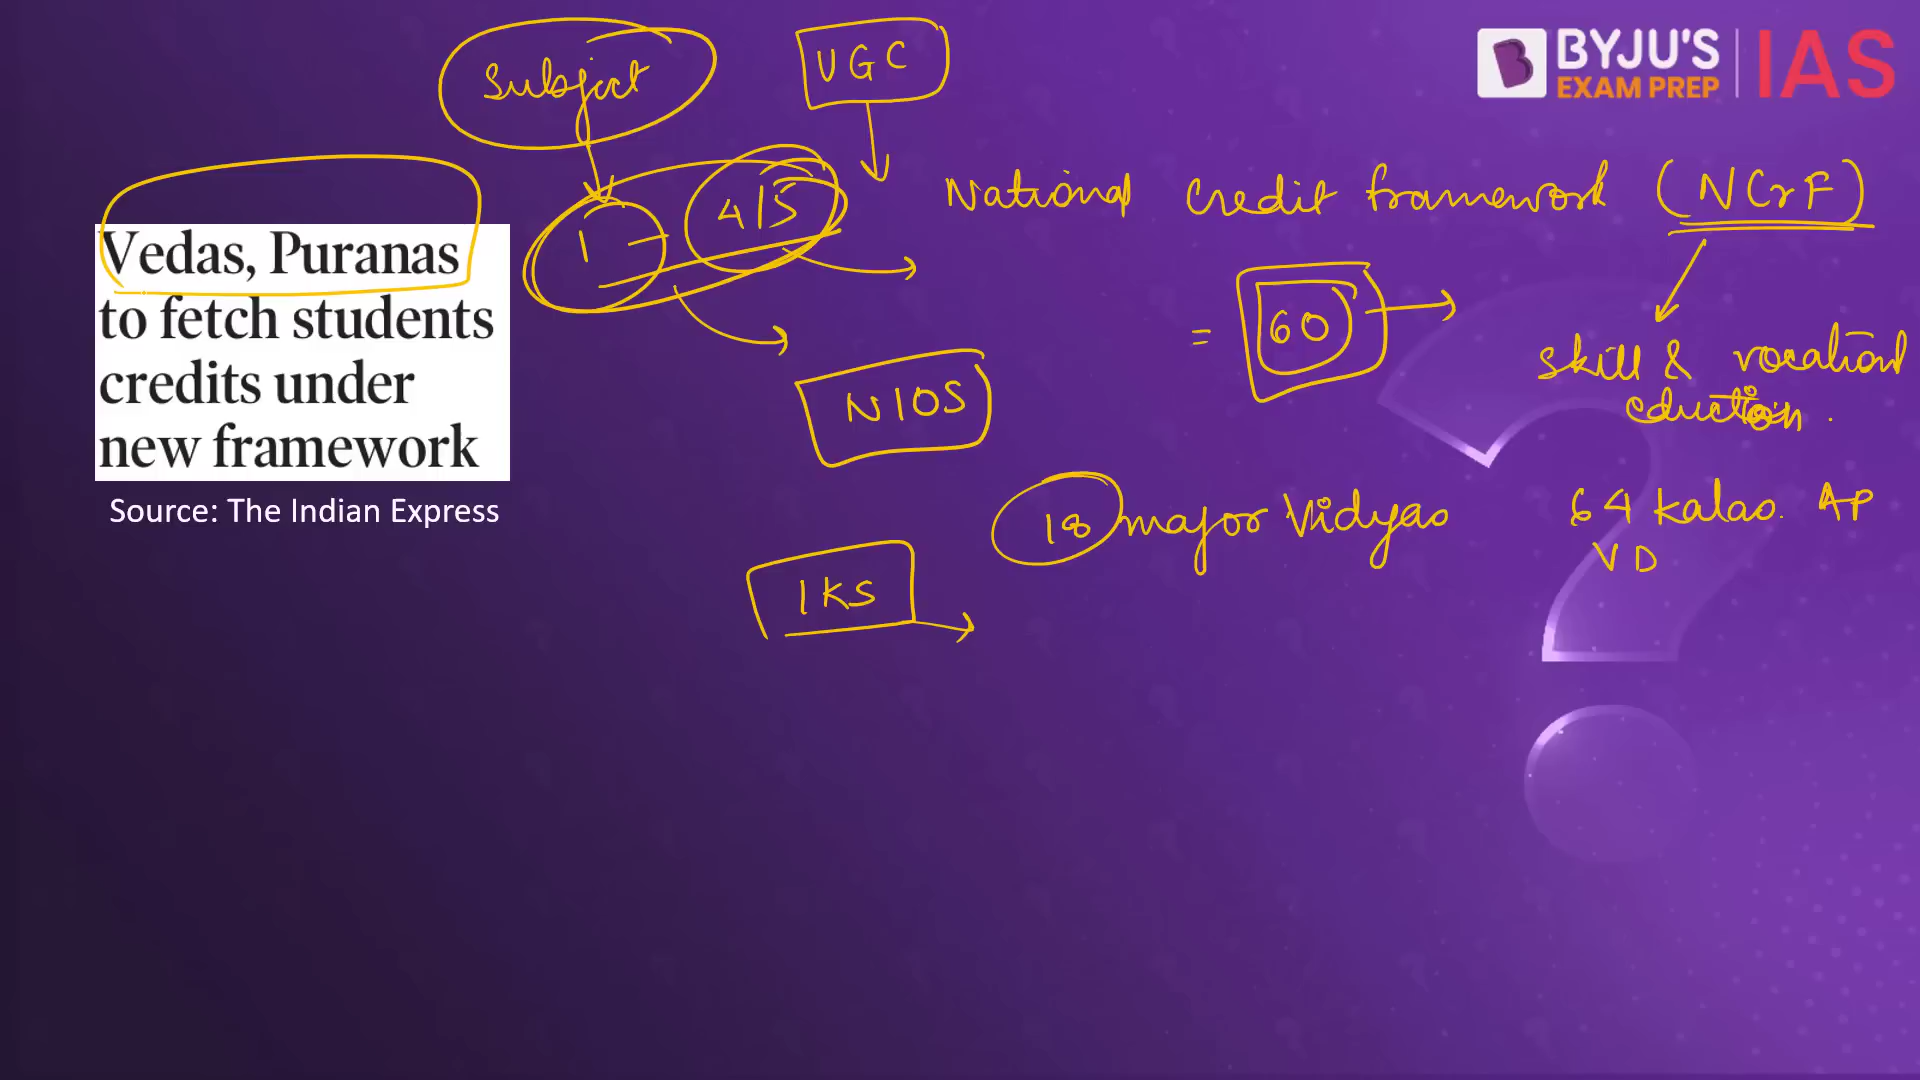 Subject
UGC
BYJU'S
EXAM PREP
IAS
1 - 4/5
National Credit framework (NCrF)
Vedas, Puranas
to fetch students
credits under
new framework
Source: The Indian Express
= 60
skill & vocational
NIOS
18 major Vidyas
64 kalas. AP
VD
IKS